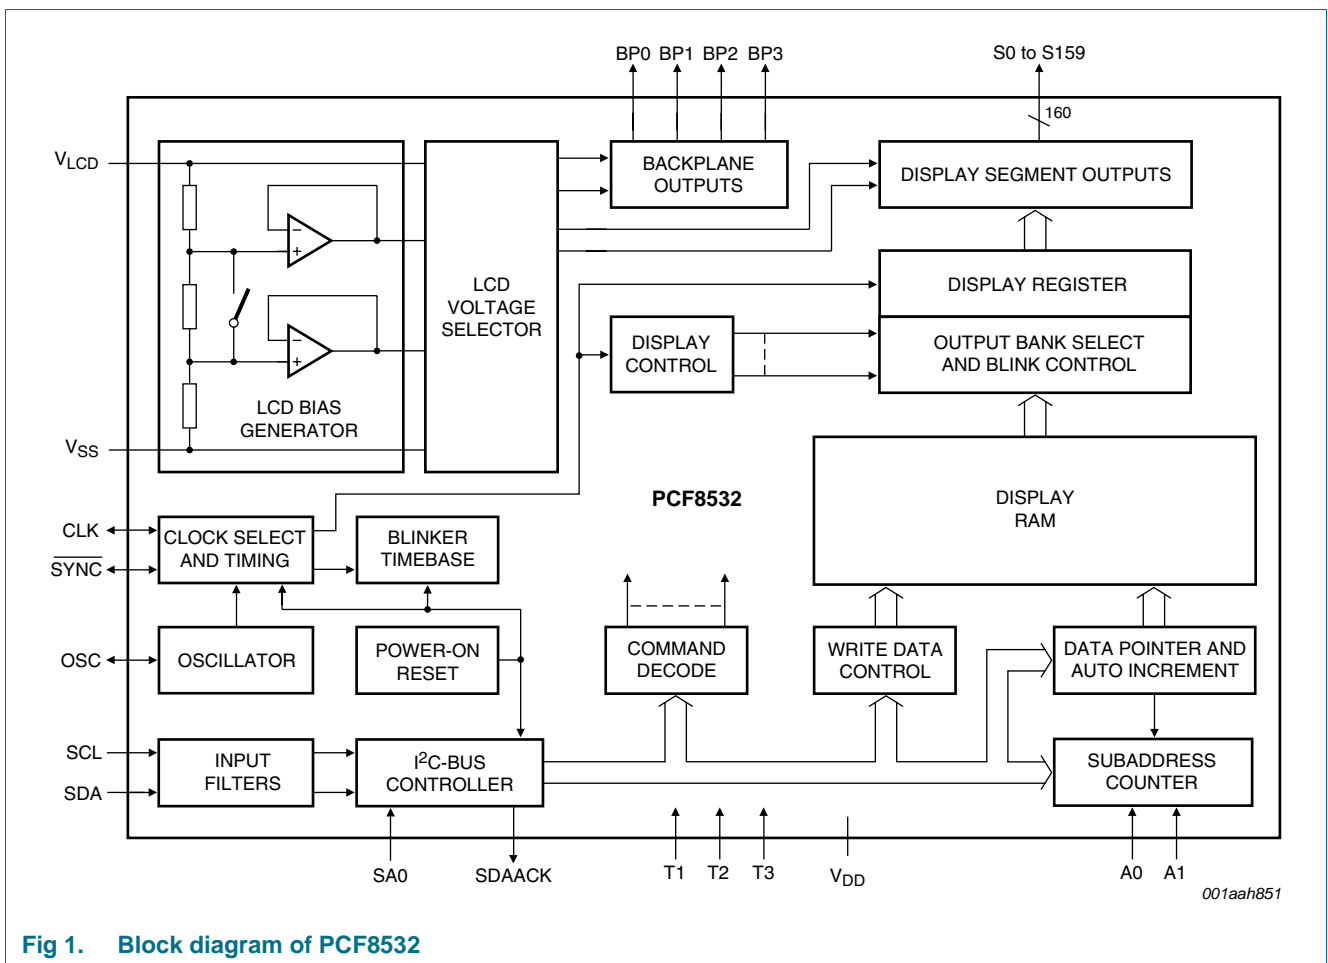 BP0 BP1 BP2 BP3
S0 to S159
160
VLCD
BACKPLANE
OUTPUTS
DISPLAY SEGMENT OUTPUTS
−
+
LCD
VOLTAGE
SELECTOR
DISPLAY REGISTER
−
+
DISPLAY
CONTROL
OUTPUT BANK SELECT
AND BLINK CONTROL
LCD BIAS
GENERATOR
VSS
PCF8532
DISPLAY
RAM
CLK
SYNC
CLOCK SELECT
AND TIMING
BLINKER
TIMEBASE
OSC
OSCILLATOR
POWER-ON
RESET
COMMAND
DECODE
WRITE DATA
CONTROL
DATA POINTER AND
AUTO INCREMENT
SCL
SDA
INPUT
FILTERS
I2C-BUS
CONTROLLER
SUBADDRESS
COUNTER
SA0
SDAACK
T1 T2 T3
VDD
A0 A1
001aah851
Fig 1. Block diagram of PCF8532